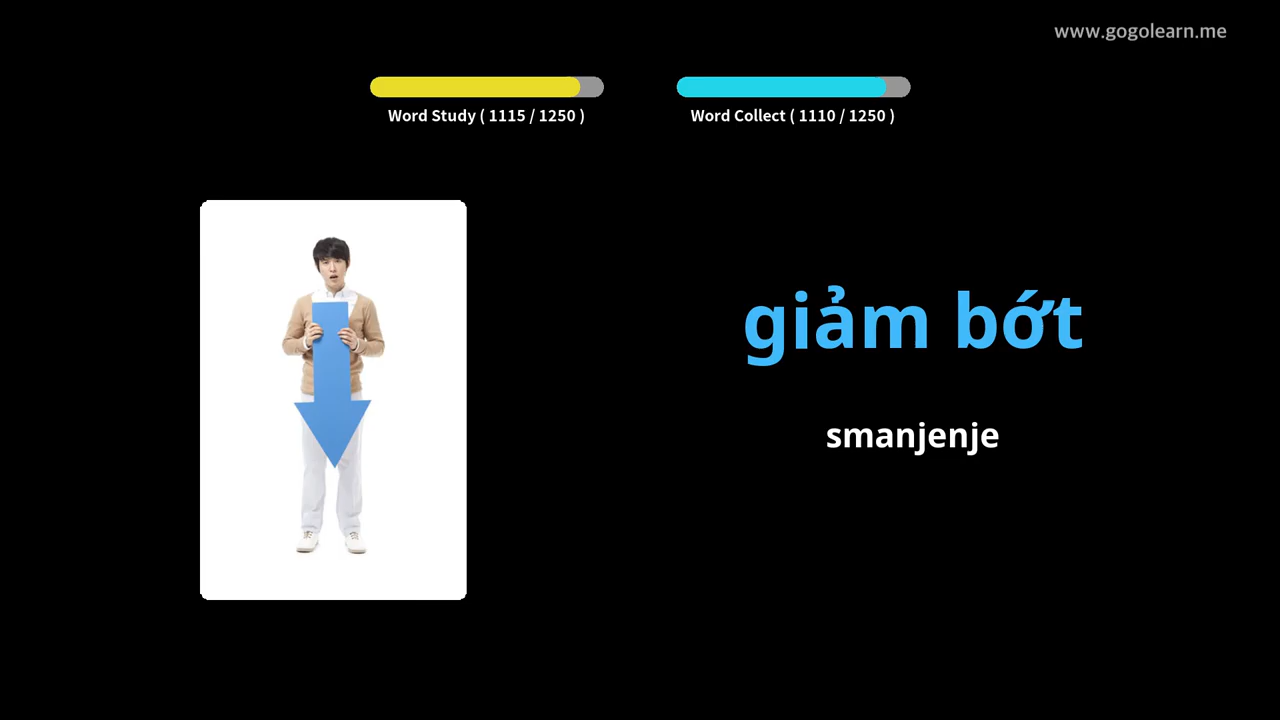 www.gogolearn.me
Word Study ( 1115 / 1250 )
Word Collect ( 1110 / 1250 )
giảm bớt
smanjenje